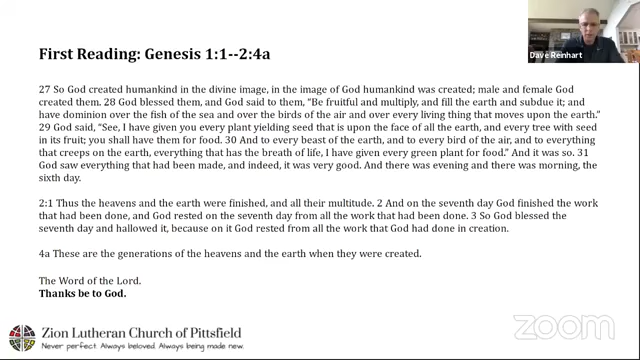 Dave Reinhart
First Reading: Genesis 1:1--2:4a
27 So God created humankind in the divine image, in the image of God humankind was created; male and female God
created them. 28 God blessed them, and God said to them, “Be fruitful and multiply, and fill the earth and subdue it; and
have dominion over the fish of the sea and over the birds of the air and over every living thing that moves upon the earth.”
29 God said, “See, I have given you every plant yielding seed that is upon the face of all the earth, and every tree with seed
in its fruit; you shall have them for food. 30 And to every beast of the earth, and to every bird of the air, and to everything
that creeps on the earth, everything that has the breath of life, I have given every green plant for food.” And it was so. 31
God saw everything that had been made, and indeed, it was very good. And there was evening and there was morning, the
sixth day.
2:1 Thus the heavens and the earth were finished, and all their multitude. 2 And on the seventh day God finished the work
that had been done, and God rested on the seventh day from all the work that had been done. 3 So God blessed the
seventh day and hallowed it, because on it God rested from all the work that God had done in creation.
4a These are the generations of the heavens and the earth when they were created.
The Word of the Lord.
Thanks be to God.
Zion Lutheran Church of Pittsfield
Never perfect. Always beloved. Always being made new.
zoom